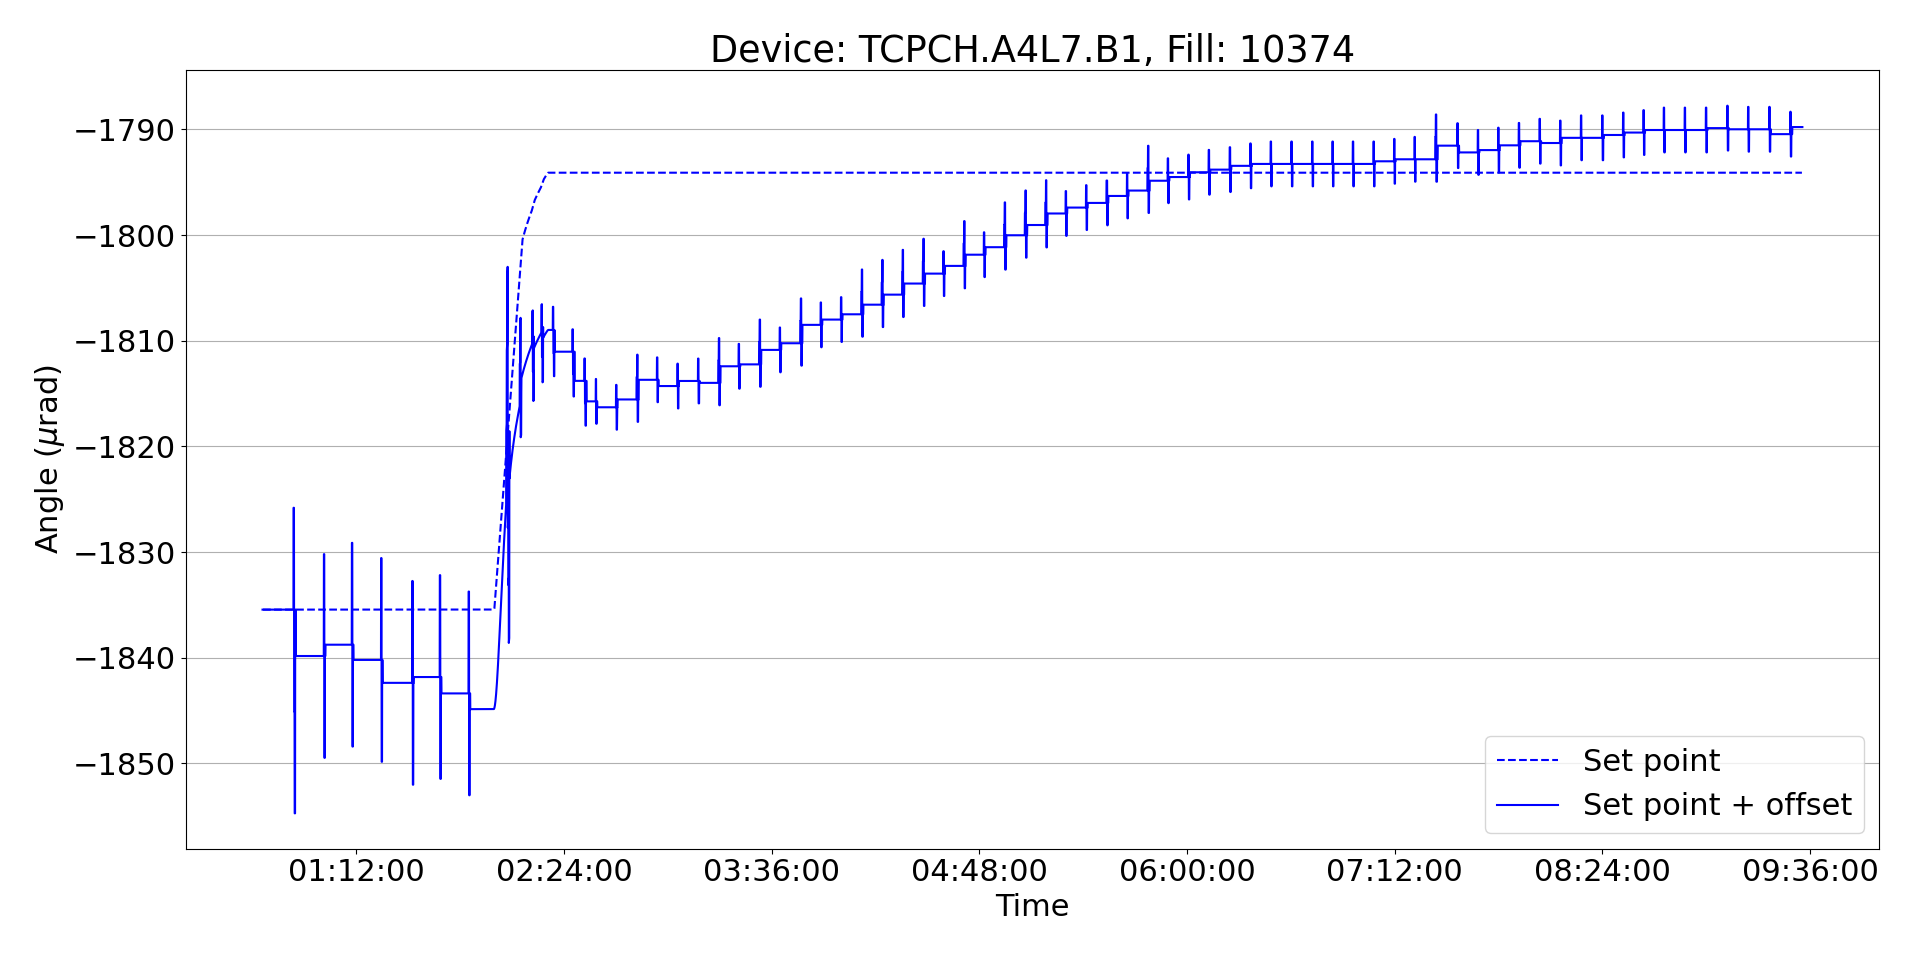 Device: TCPCH.A4L7.B1, Fill: 10374
Angle (μrad)
−1790
−1800
−1810
−1820
−1830
−1840
−1850
Set point
Set point + offset
01:12:00 02:24:00 03:36:00 04:48:00 06:00:00 07:12:00 08:24:00 09:36:00
Time